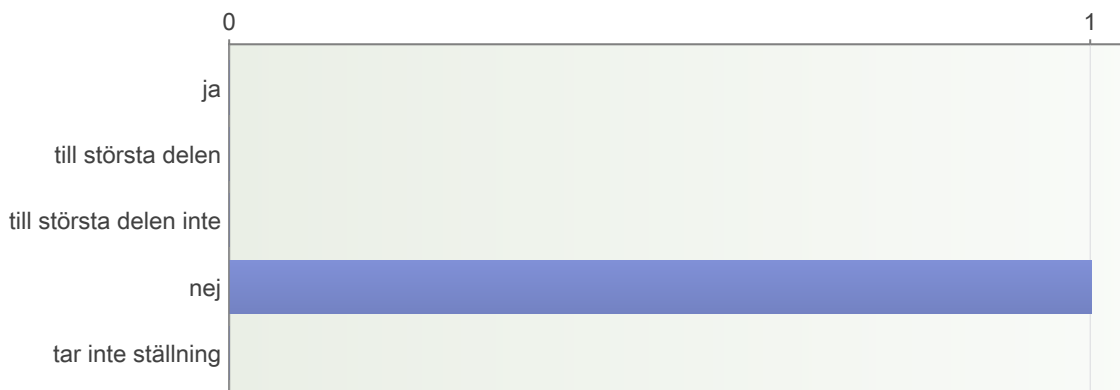 0 1
ja
till största delen
till största delen inte
nej
tar inte ställning